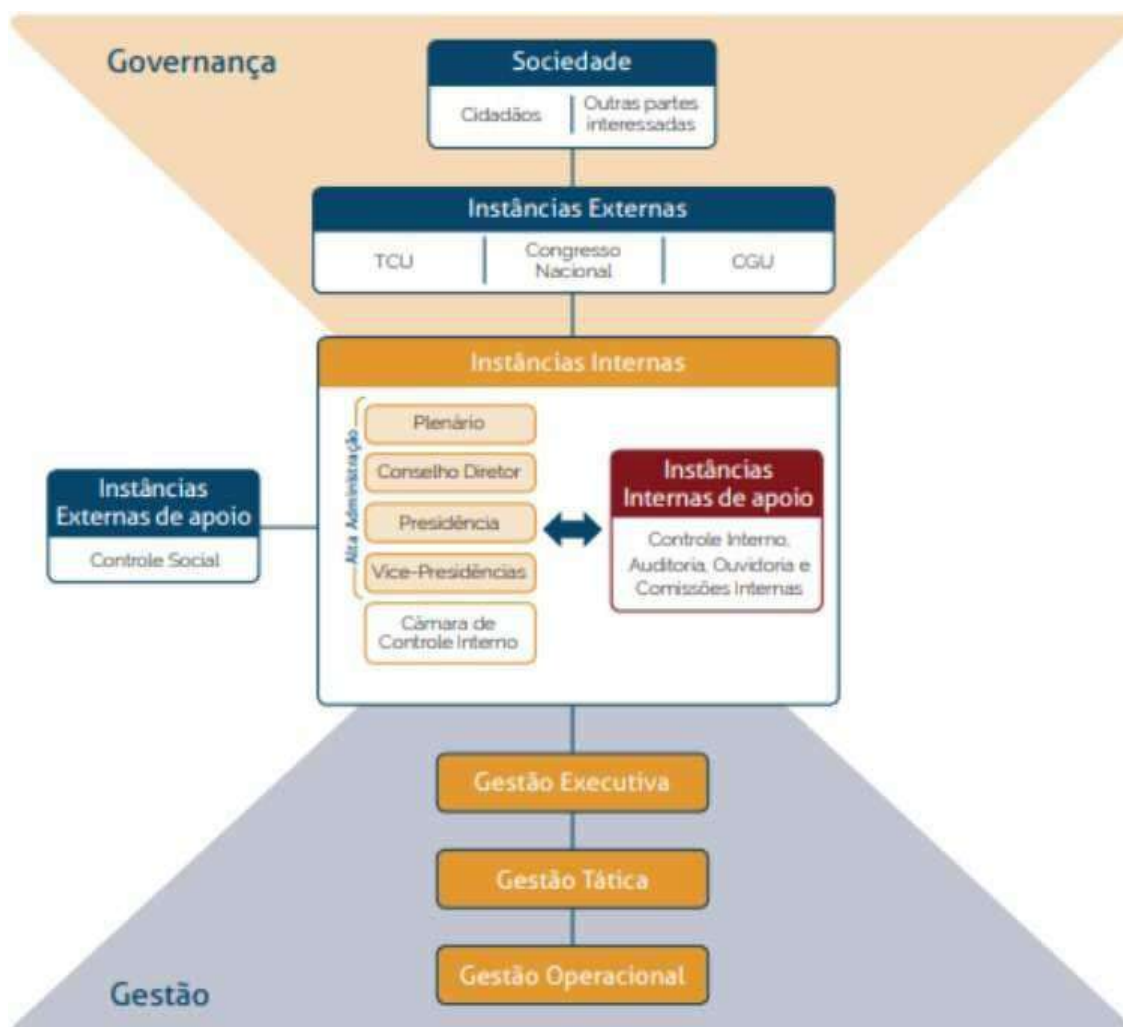 Governança
Sociedade
Cidadãos
Outras partes
interessadas
Instâncias Externas
TCU
Congresso
Nacional
CGU
Instâncias Internas
Alta Administração
Plenário
Conselho Diretor
Presidência
Vice-Presidências
Câmara de
Controle Interno
Instâncias
Externas de apoio
Controle Social
Instâncias
Internas de apoio
Controle Interno,
Auditoria, Ouvidoria e
Comissões Internas
Gestão Executiva
Gestão Tática
Gestão Operacional
Gestão